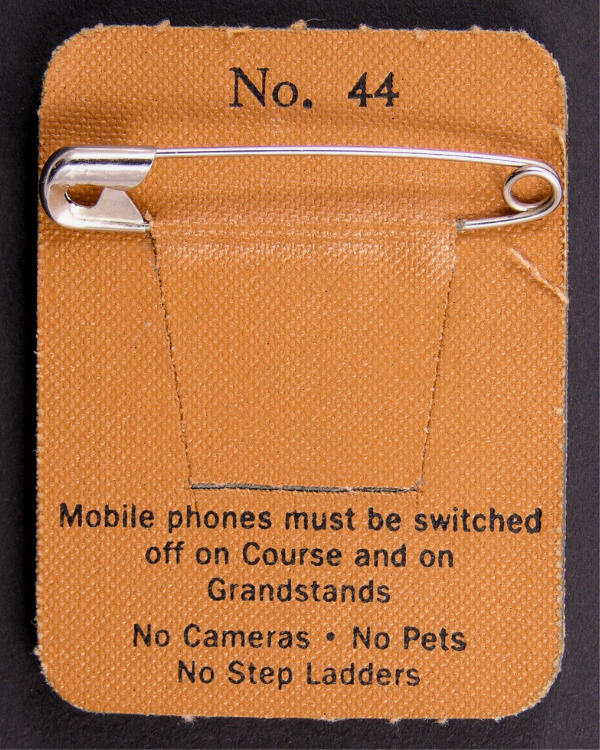 No. 44
Mobile phones must be switched
off on Course and on
Grandstands
No Cameras • No Pets
No Step Ladders